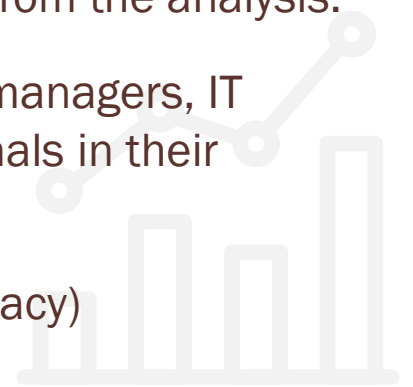 from the analysis.
managers, IT
nals in their
acy)